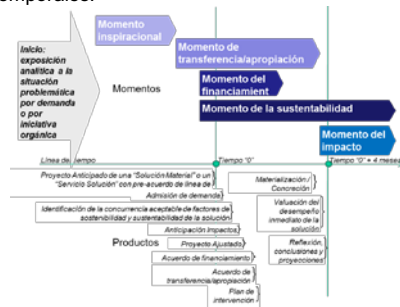 emporales.
Momento
inspiracional
Inicio:
exposición
analítica a la
situación
problemática
por demanda
o por
iniciativa
orgánica
Momento de
transferencia/apropiación
Momentos
Momento del
financiamient
Momento de la sustentabilidad
Momento del
impacto
Línea de tiempo
Tiempo "0"
Tiempo "0" + 4 meses
Proyecto Anticipado de una "Solución Material" o un
"Servicio Solución" con pre-acuerdo de línea de
Admisión de demanda
Identificación de la concurrencia aceptable de factores de
sostenibilidad y sustentabilidad de la solución
Anticipación Impactos
Productos
Proyecto Ajustado
Acuerdo de financiamiento
Acuerdo de
transferencia/apropiación
Plan de
intervención
Materialización /
Concreción
Valuación del
desempeño
inmediato de la
solución
Reflexión,
conclusiones y
proyecciones